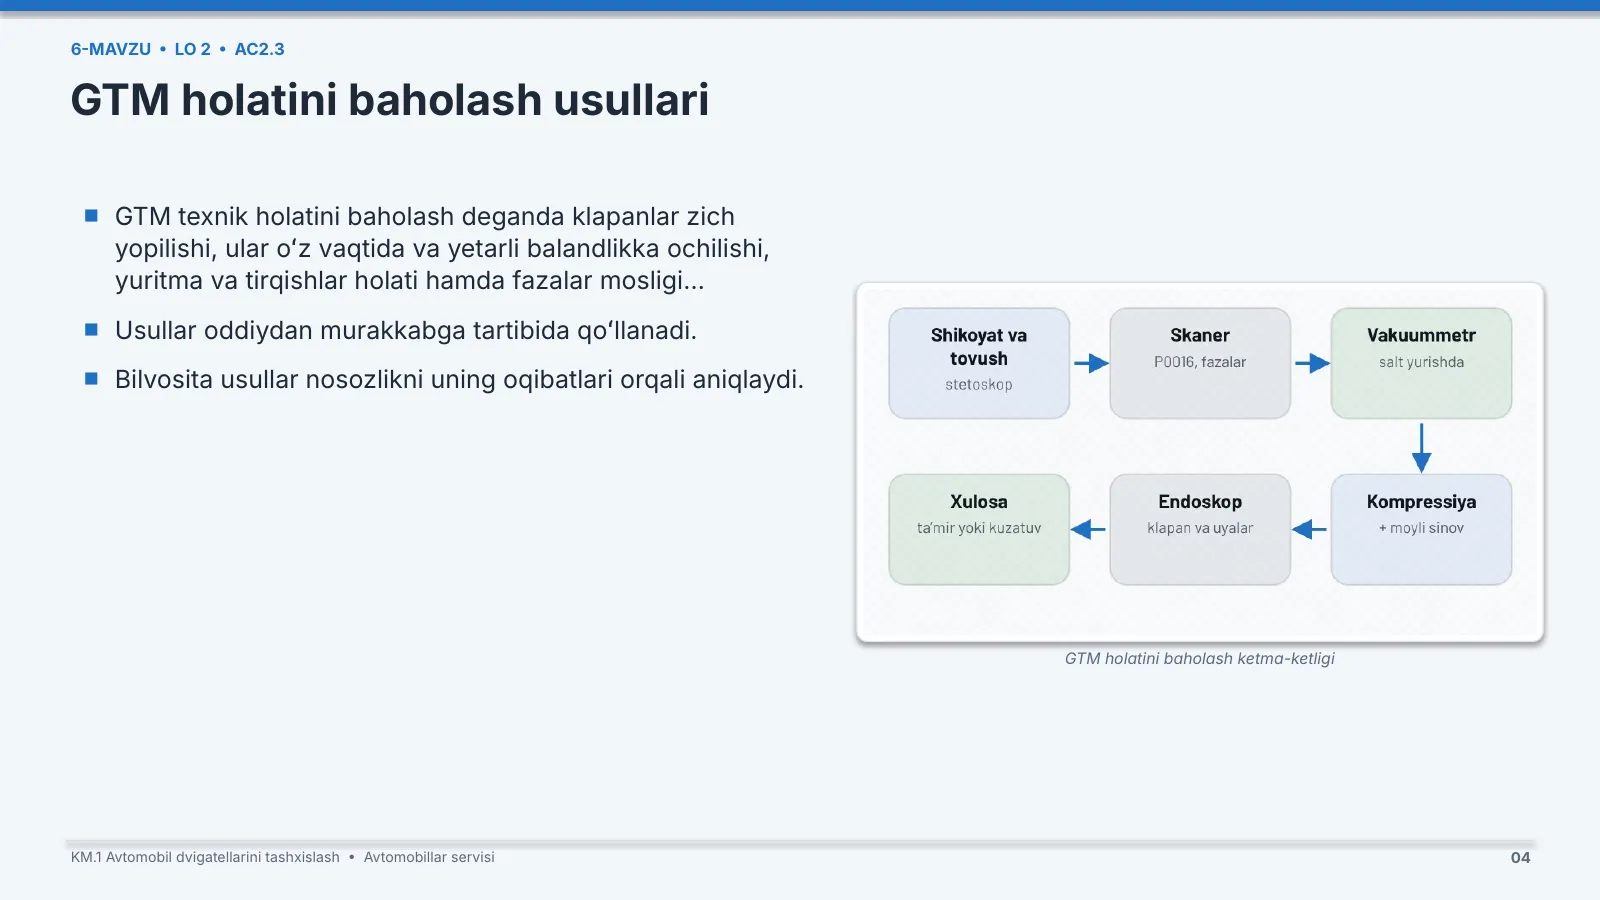 6-MAVZU • LO 2 • AC2.3
GTM holatini baholash usullari
GTM texnik holatini baholash deganda klapanlar zich
yopilishi, ular oʻz vaqtida va yetarli balandlikka ochilishi,
yuritma va tirqishlar holati hamda fazalar mosligi...
Usullar oddiydan murakkabga tartibida qoʻllanadi.
Bilvosita usullar nosozlikni uning oqibatlari orqali aniqlaydi.
Shikoyat va
tovush
stetoskop
Skaner
P0016, fazalar
Vakuummetr
salt yurishda
Xulosa
ta'mir yoki kuzatuv
Endoskop
klapan va uyalar
Kompressiya
+ moyli sinov
GTM holatini baholash ketma-ketligi
KM.1 Avtomobil dvigatellarini tashxislash • Avtomobillar servisi
04